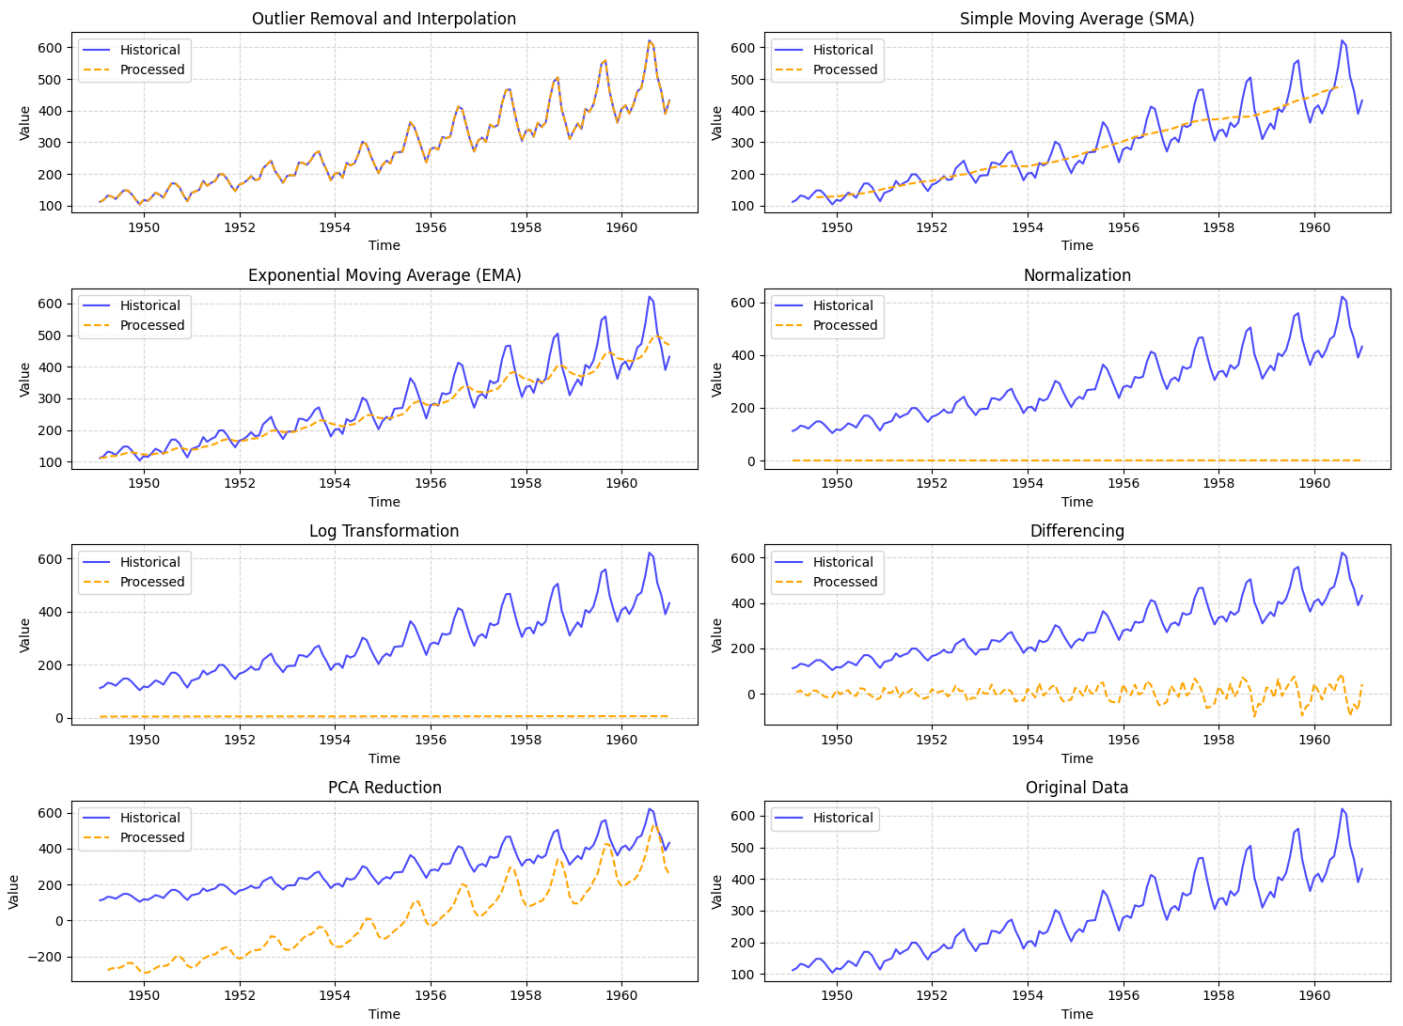 Outlier Removal and Interpolation
Historical
Processed
600
500
400
300
200
100
Value
1950 1952 1954 1956 1958 1960
Time
Simple Moving Average (SMA)
Historical
Processed
600
500
400
300
200
100
Value
1950 1952 1954 1956 1958 1960
Time
Exponential Moving Average (EMA)
Historical
Processed
600
500
400
300
200
100
Value
1950 1952 1954 1956 1958 1960
Time
Normalization
Historical
Processed
600
400
200
0
Value
1950 1952 1954 1956 1958 1960
Time
Log Transformation
Historical
Processed
600
400
200
0
Value
1950 1952 1954 1956 1958 1960
Time
Differencing
Historical
Processed
600
400
200
0
Value
1950 1952 1954 1956 1958 1960
Time
PCA Reduction
Historical
Processed
600
400
200
0
−200
Value
1950 1952 1954 1956 1958 1960
Time
Original Data
Historical
600
500
400
300
200
100
Value
1950 1952 1954 1956 1958 1960
Time